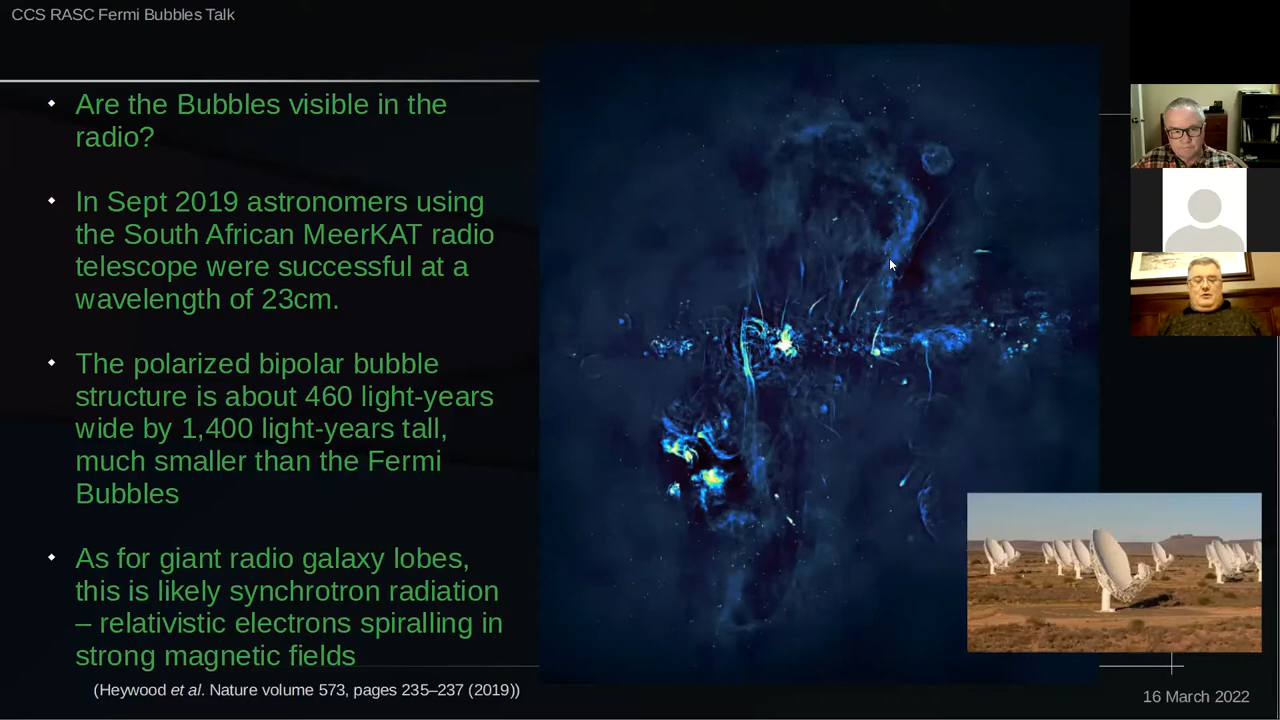 CCS RASC Fermi Bubbles Talk
Are the Bubbles visible in the
radio?
In Sept 2019 astronomers using
the South African MeerKAT radio
telescope were successful at a
wavelength of 23cm.
The polarized bipolar bubble
structure is about 460 light-years
wide by 1,400 light-years tall,
much smaller than the Fermi
Bubbles
As for giant radio galaxy lobes,
this is likely synchrotron radiation
– relativistic electrons spiralling in
strong magnetic fields
(Heywood et al. Nature volume 573, pages 235–237 (2019))
16 March 2022